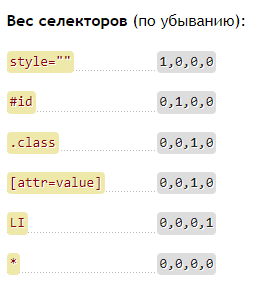 Вес селекторов (по убыванию):
style="" 1,0,0,0
#id 0,1,0,0
.class 0,0,1,0
[attr=value] 0,0,1,0
LI 0,0,0,1
* 0,0,0,0